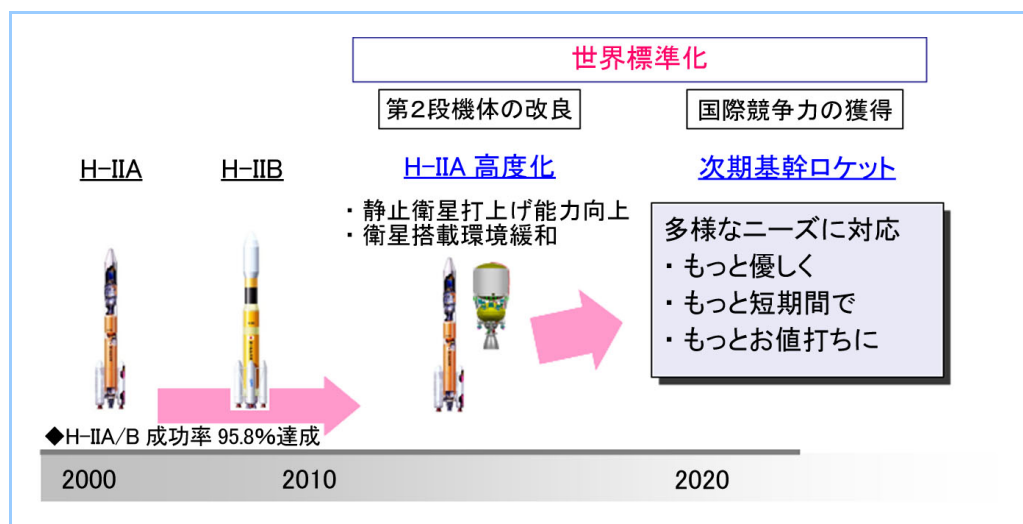 世界標準化
第2段機体の改良
国際競争力の獲得
H-IIA
H-IIB
H-IIA 高度化
次期基幹ロケット
・静止衛星打上げ能力向上
・衛星搭載環境緩和
多様なニーズに対応
・もっと優しく
・もっと短期間で
・もっとお値打ちに
◆H-IIA/B 成功率 95.8%達成
2000
2010
2020